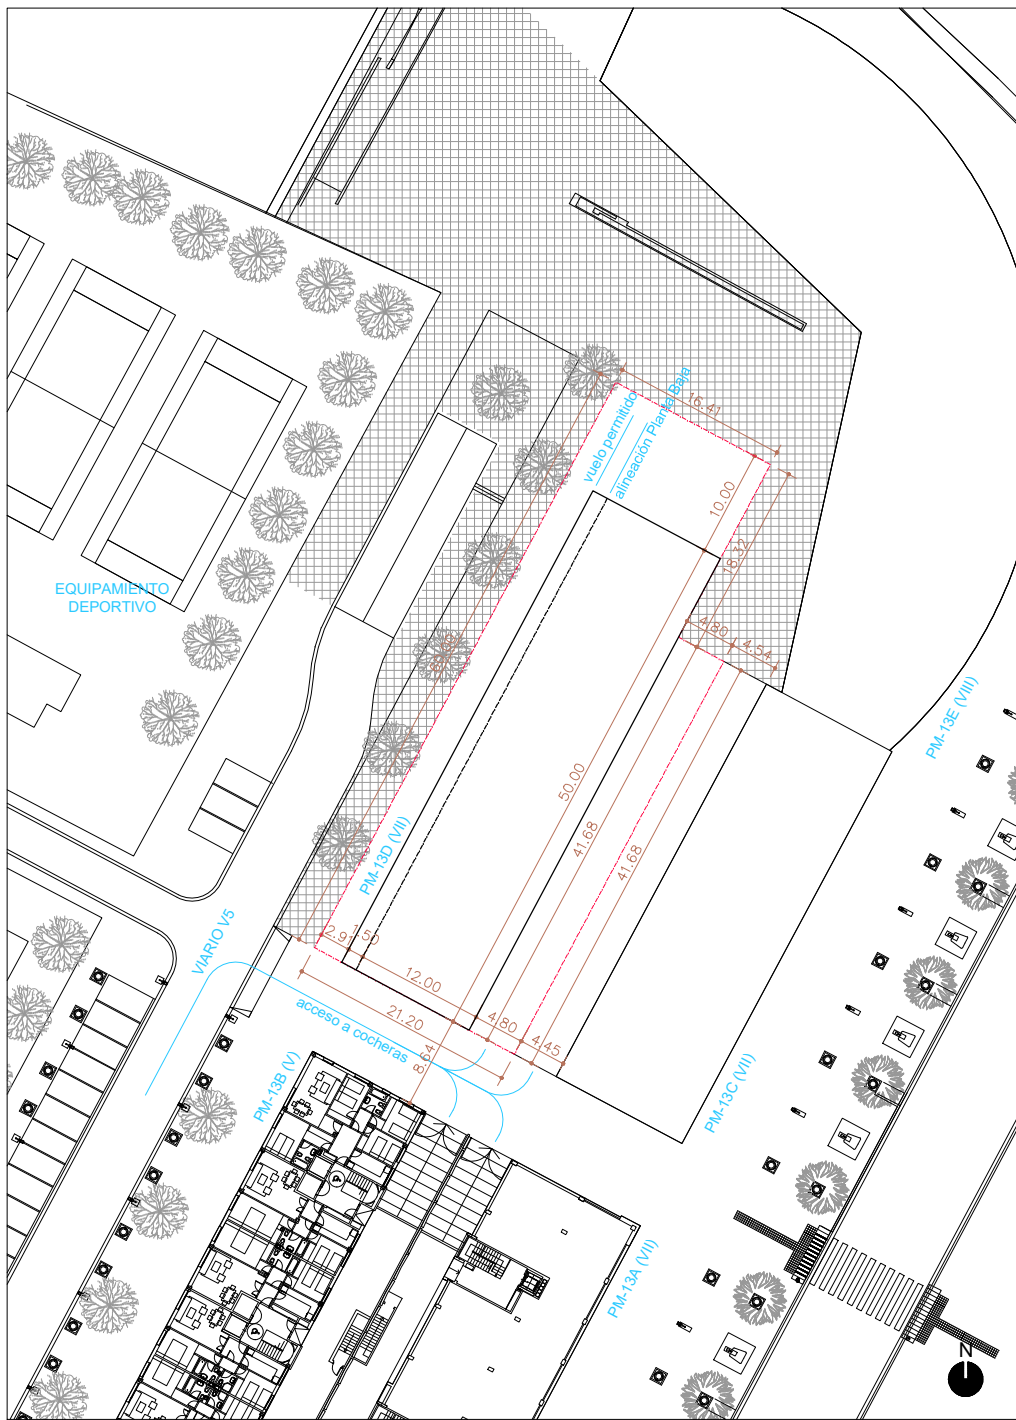 16.41
vuelo permitido
alineación Planta Baja
10.00
18.32
EQUIPAMIENTO
DEPORTIVO
4.80
4.54
PM-13E (VIII)
50.00
41.68
41.68
PM-13D (VII)
VIARIO V5
2.91
1.50
12.00
21.20
4.80
4.45
acceso a cocheras
8.64
PM-13B (V)
PM-13C (VII)
PM-13A (VII)
N